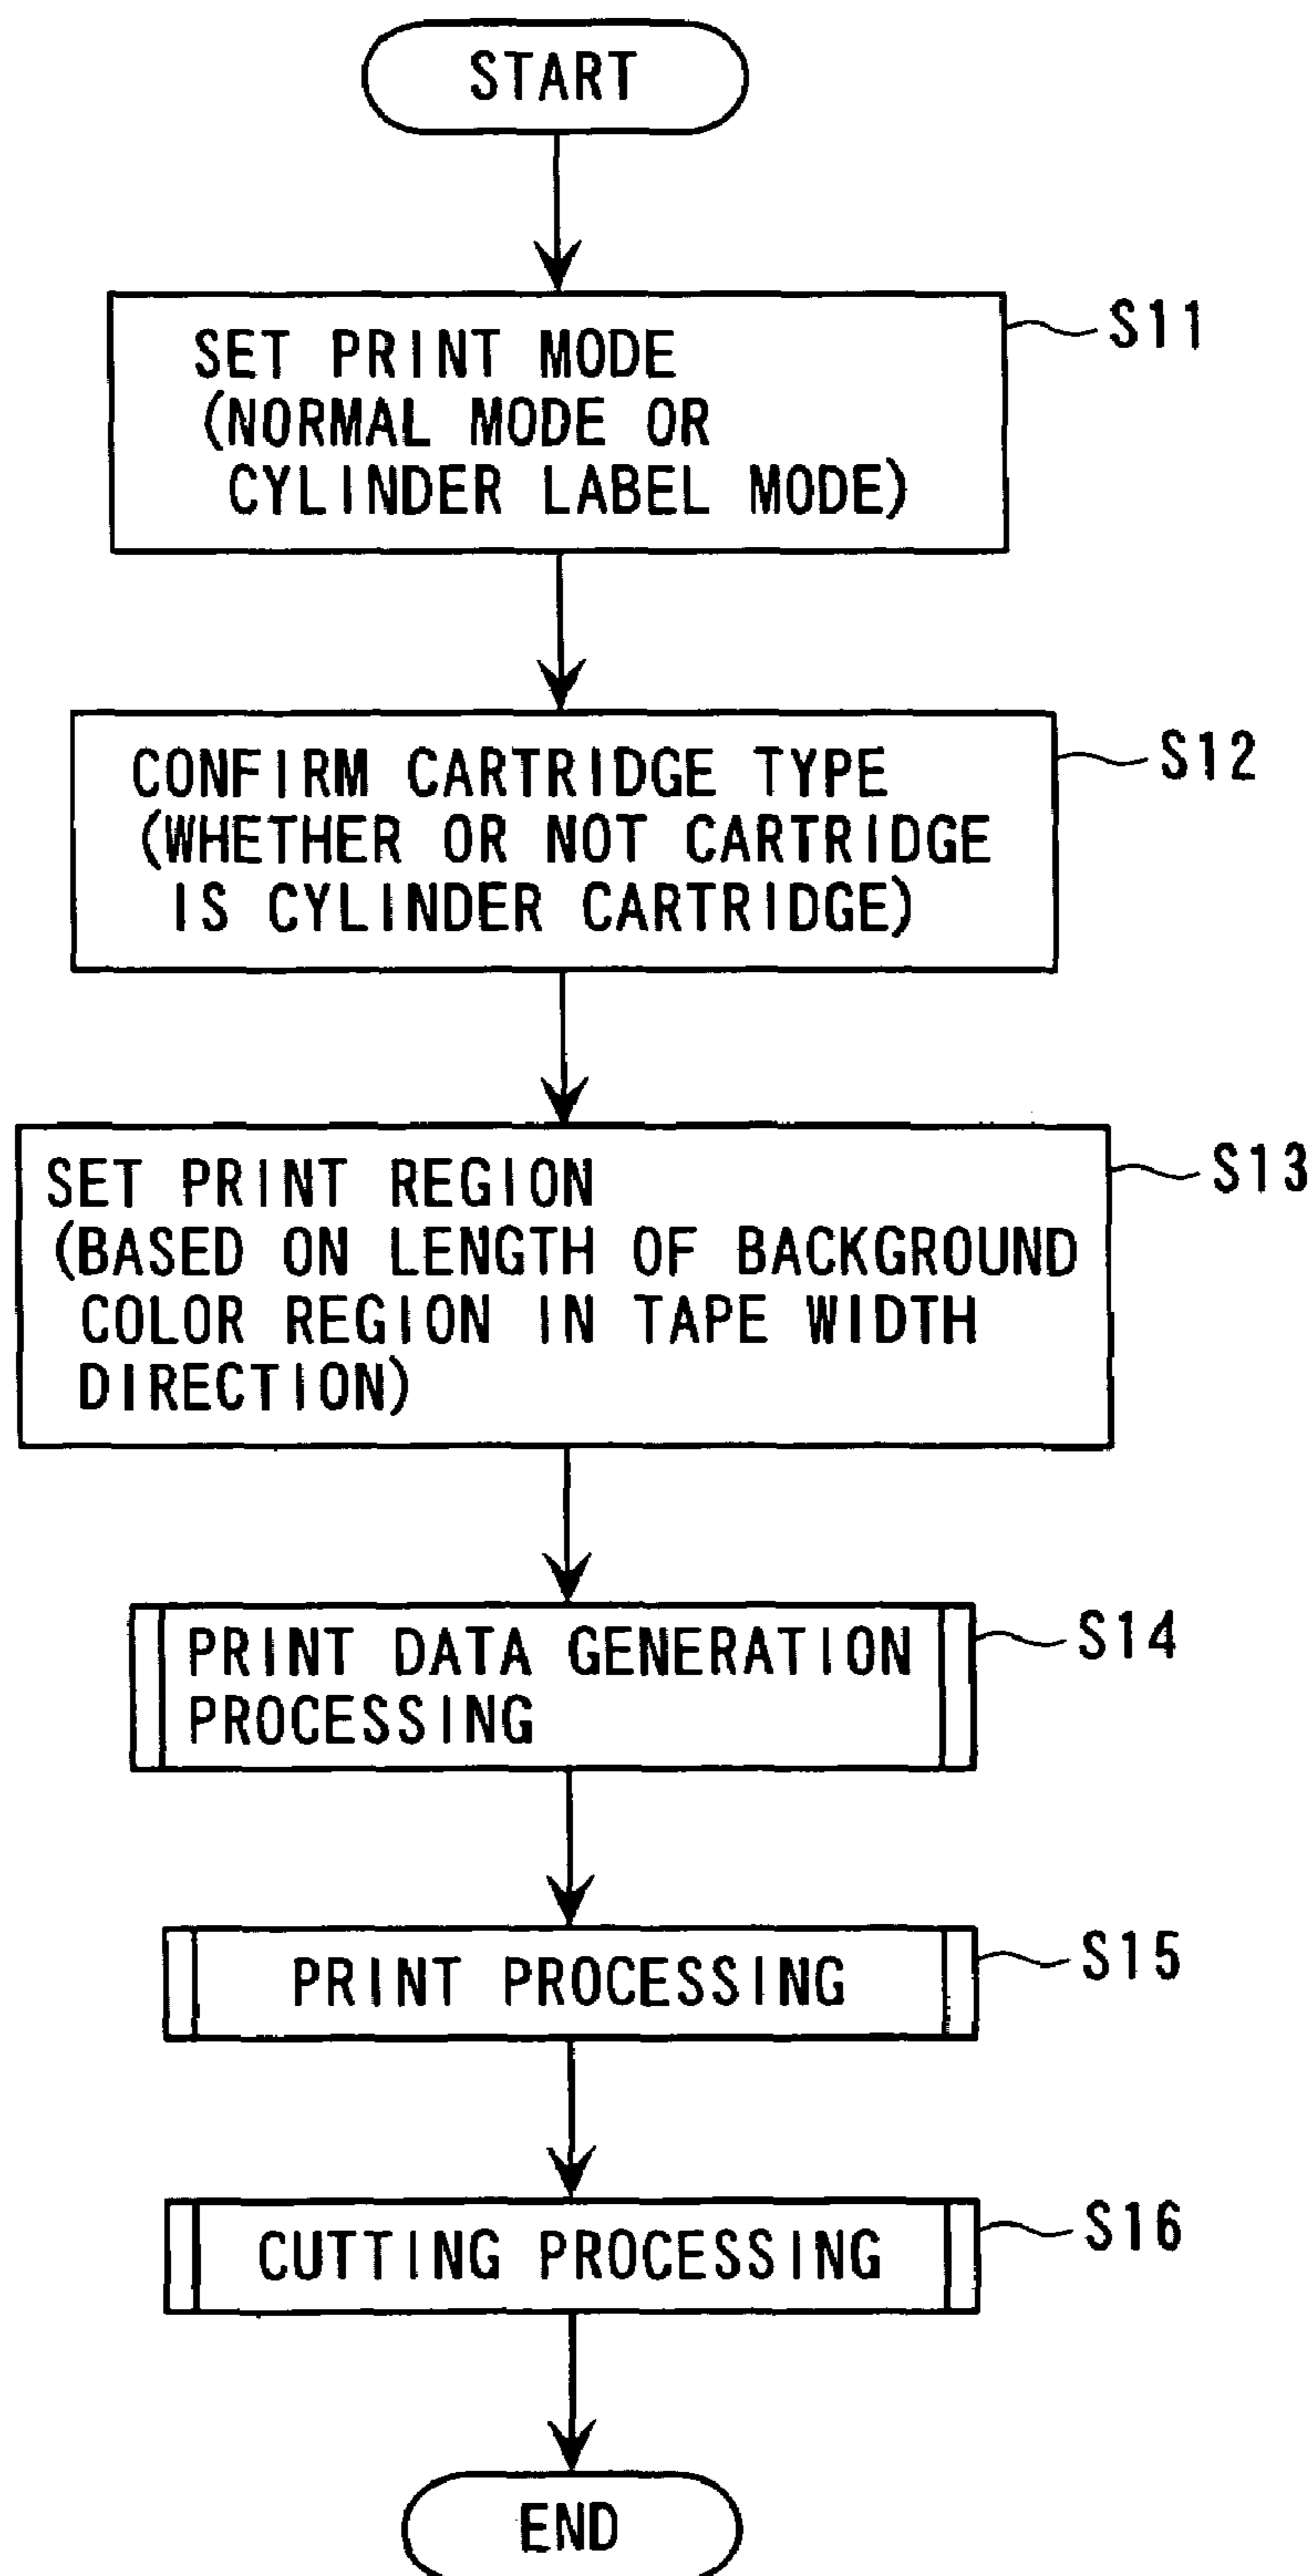 START
SET PRINT MODE
(NORMAL MODE OR
CYLINDER LABEL MODE)
S11
CONFIRM CARTRIDGE TYPE
(WHETHER OR NOT CARTRIDGE
IS CYLINDER CARTRIDGE)
S12
SET PRINT REGION
(BASED ON LENGTH OF BACKGROUND
COLOR REGION IN TAPE WIDTH
DIRECTION)
S13
PRINT DATA GENERATION
PROCESSING
S14
PRINT PROCESSING
S15
CUTTING PROCESSING
S16
END